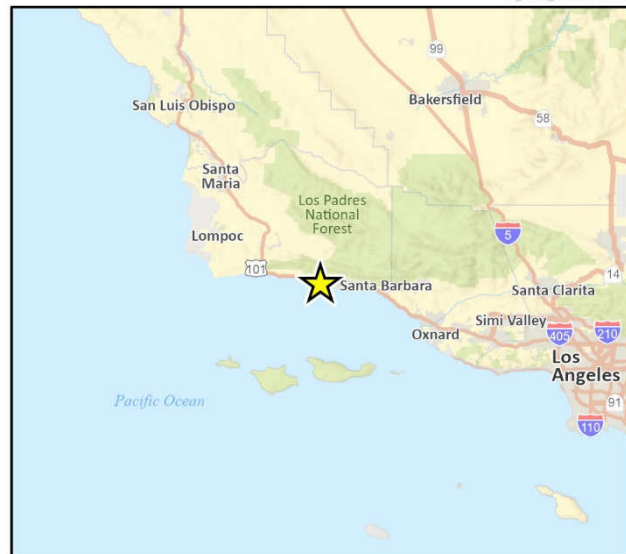 99
San Luis Obispo
Bakersfield
58
Santa
Maria
Los Padres
National
Forest
Lompoc
5
101
Santa Barbara
14
Santa Clarita
Oxnard
Simi Valley
405
210
Los
Angeles
Pacific Ocean
91
110